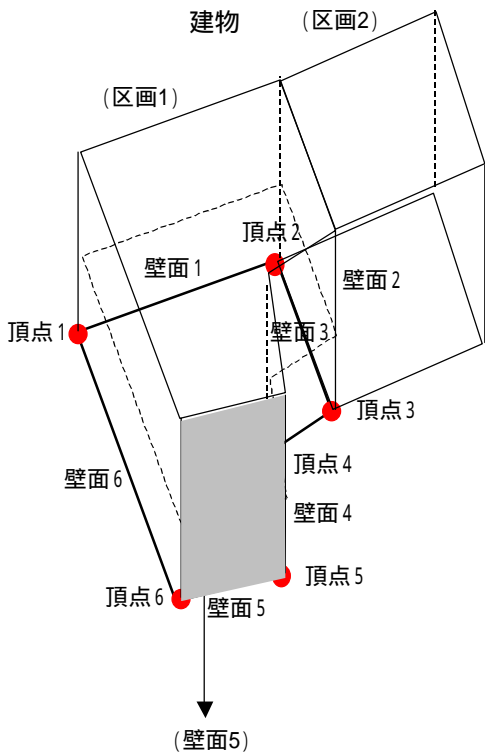 建物
(区画2)
(区画1)
頂点2
壁面1
壁面2
頂点1
壁面3
頂点3
頂点4
壁面6
壁面4
頂点5
頂点6
壁面5
(壁面5)